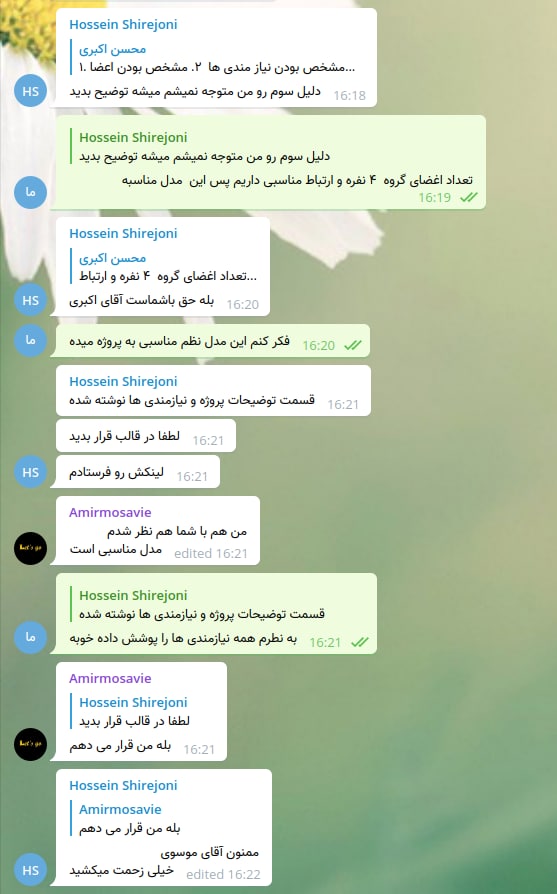 Hossein Shirejoni
محسن اکبری
۱. مشخص بودن نیاز مندی ها ۲. مشخص بودن اعضا...
دلیل سوم رو من متوجه نمیشم میشه توضیح بدید
16:18
HS
Hossein Shirejoni
دلیل سوم رو من متوجه نمیشم میشه توضیح بدید
تعداد اغضای گروه ۴ نفره و ارتباط مناسبی داریم پس این مدل مناسبه
16:19
ما
Hossein Shirejoni
محسن اکبری
تعداد اغضای گروه ۴ نفره و ارتباط...
بله حق باشماست آقای اکبری
16:20
HS
فکر کنم این مدل نظم مناسبی به پروژه میده
16:20
ما
Hossein Shirejoni
قسمت توضیحات پروژه و نیازمندی ها نوشته شده
16:21
لطفا در قالب قرار بدید
16:21
لینکش رو فرستادم
16:21
HS
Amirmosavie
من هم با شما هم نظر شدم
مدل مناسبی است
edited 16:21
Let's go
Hossein Shirejoni
قسمت توضیحات پروژه و نیازمندی ها نوشته شده
به نطرم همه نیازمندی ها را پوشش داده خوبه
16:21
ما
Amirmosavie
Hossein Shirejoni
لطفا در قالب قرار بدید
بله من قرار می دهم
16:21
Let's go
Hossein Shirejoni
Amirmosavie
بله من قرار می دهم
ممنون آقای موسوی
خیلی زحمت میکشید
edited 16:22
HS